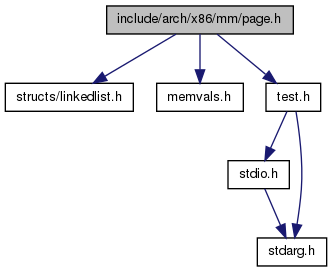 include/arch/x86/mm/page.h
structs/linkedlist.h
memvals.h
test.h
stdio.h
stdarg.h